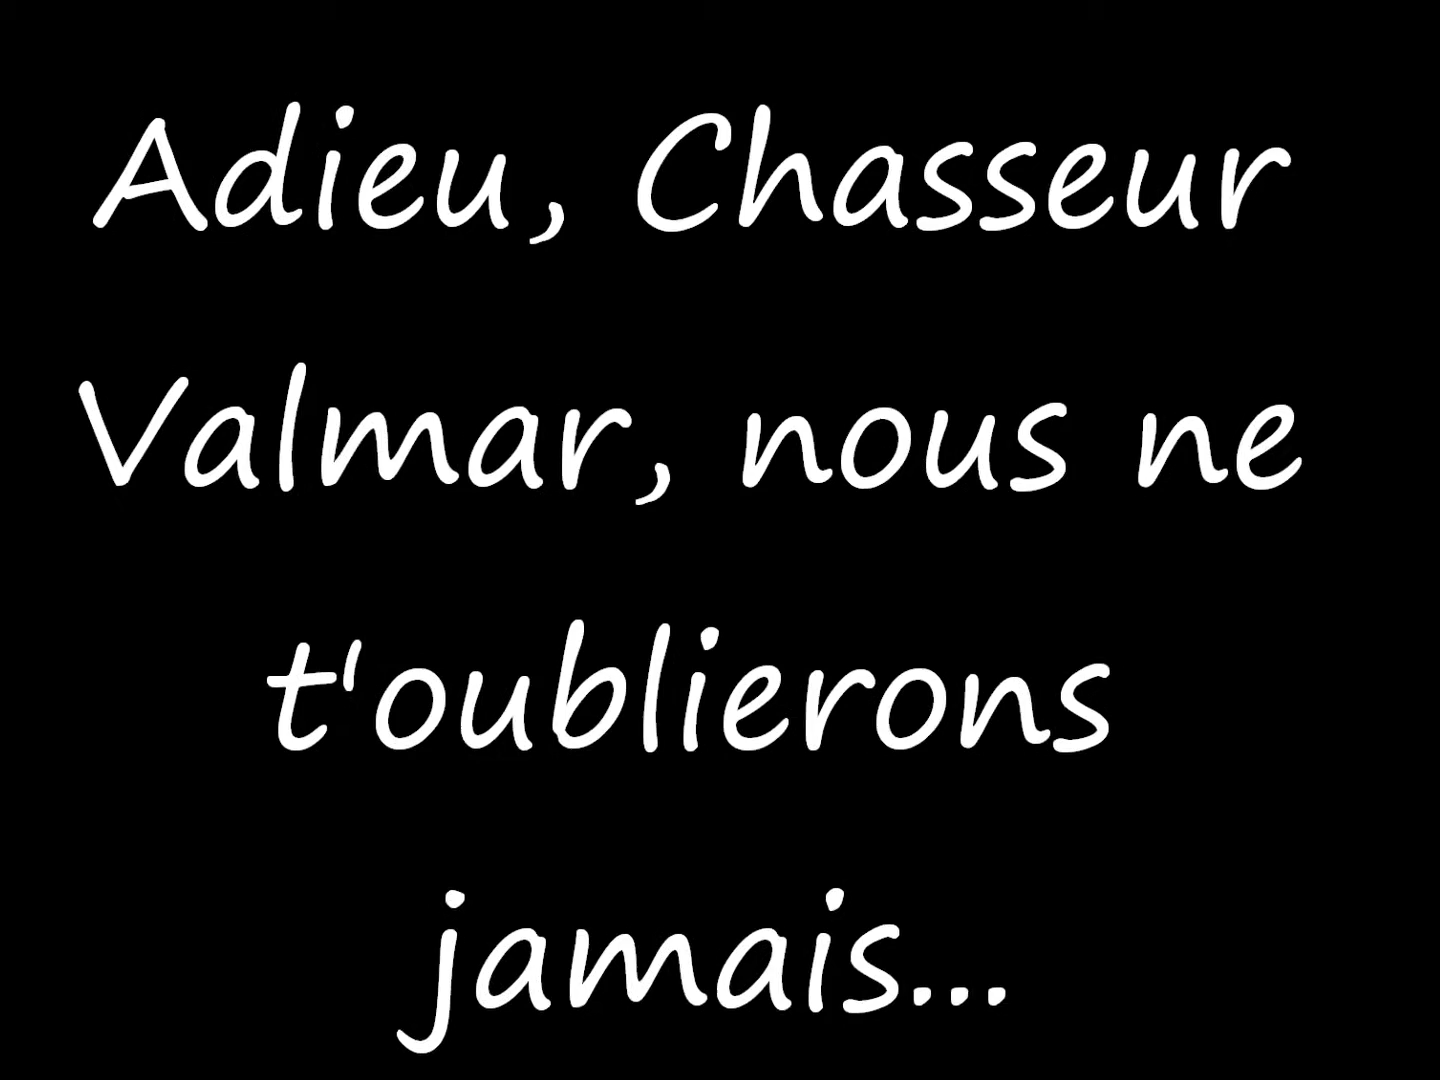 Adieu, Chasseur
Valmar, nous ne
t'oublierons
jamais...